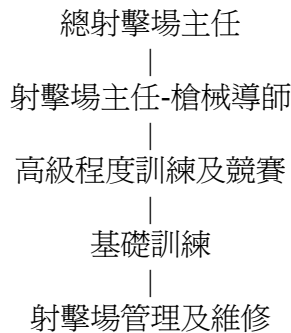 總射擊場主任
射擊場主任-槍械導師
高級程度訓練及競賽
基礎訓練
射擊場管理及維修